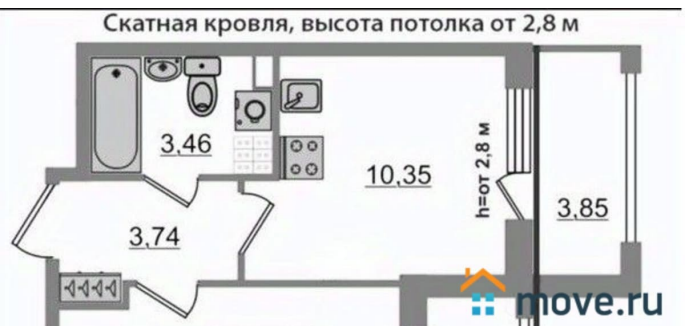 Скатная кровля, высота потолка от 2,8 м
3,46
10,35
h=от 2,8 м
3,85
3,74
move.ru